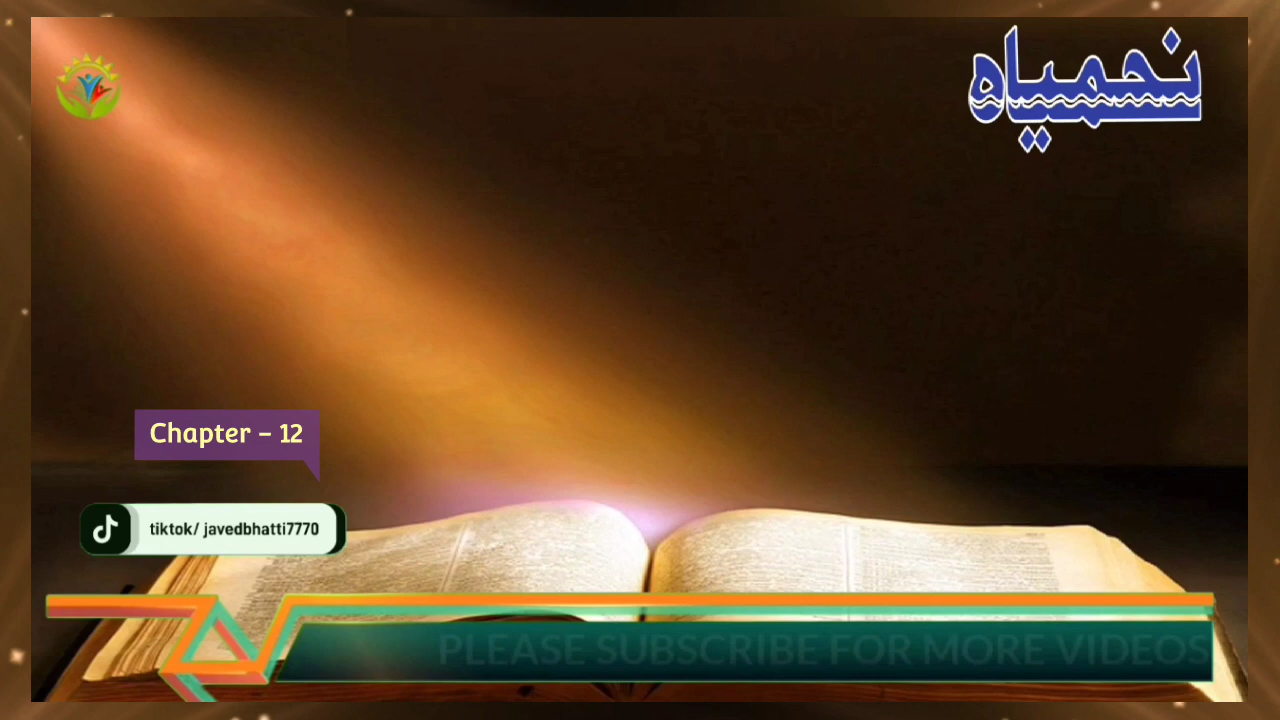 نحمیاہ
Chapter – 12
tiktok/ javedbhatti7770
PLEASE SUBSCRIBE FOR MORE VIDEOS